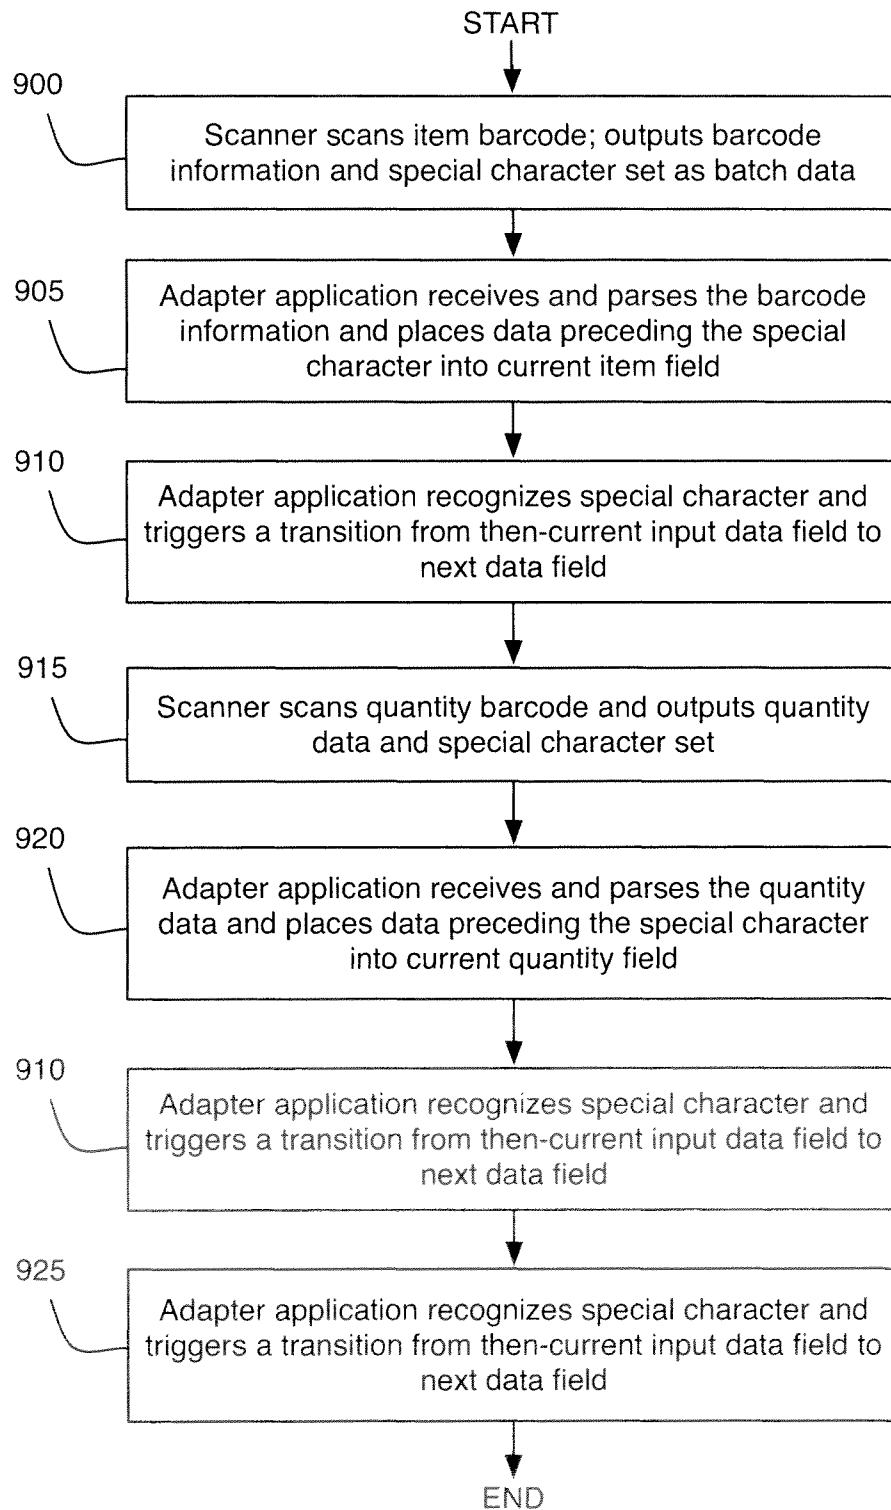 START
900
Scanner scans item barcode; outputs barcode
information and special character set as batch data
905
Adapter application receives and parses the barcode
information and places data preceding the special
character into current item field
910
Adapter application recognizes special character and
triggers a transition from then-current input data field to
next data field
915
Scanner scans quantity barcode and outputs quantity
data and special character set
920
Adapter application receives and parses the quantity
data and places data preceding the special character
into current quantity field
910
Adapter application recognizes special character and
triggers a transition from then-current input data field to
next data field
925
Adapter application recognizes special character and
triggers a transition from then-current input data field to
next data field
END